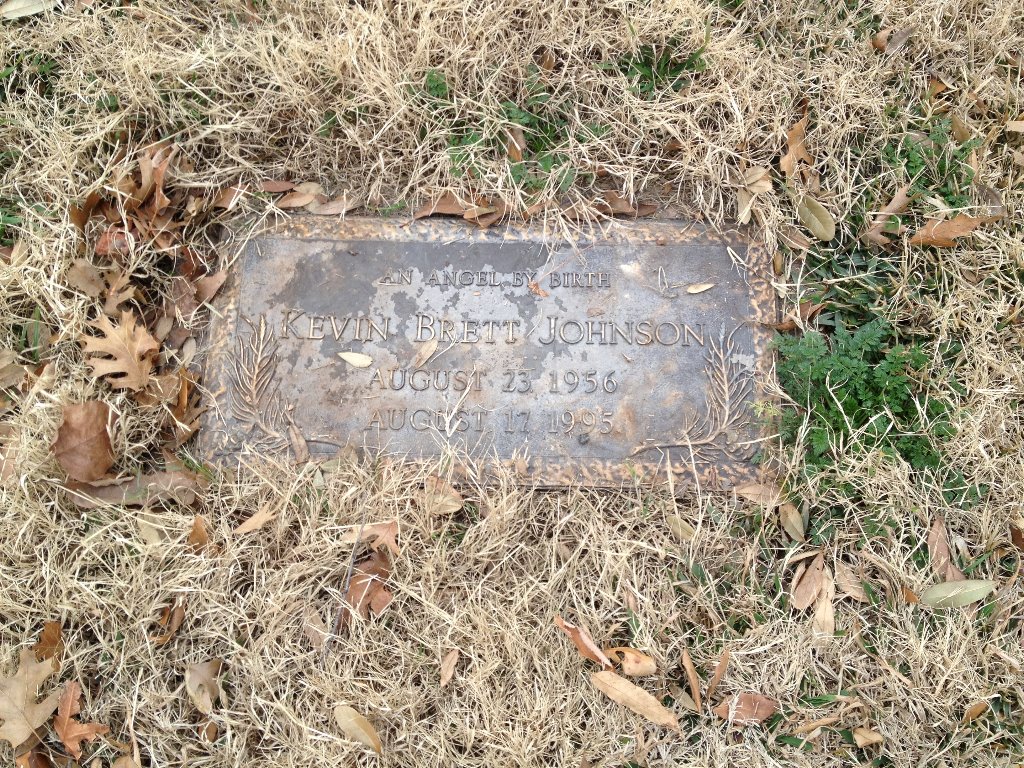 AN ANGEL BY BIRTH
KEVIN BRETT JOHNSON
AUGUST 23 1956
AUGUST 17 1995